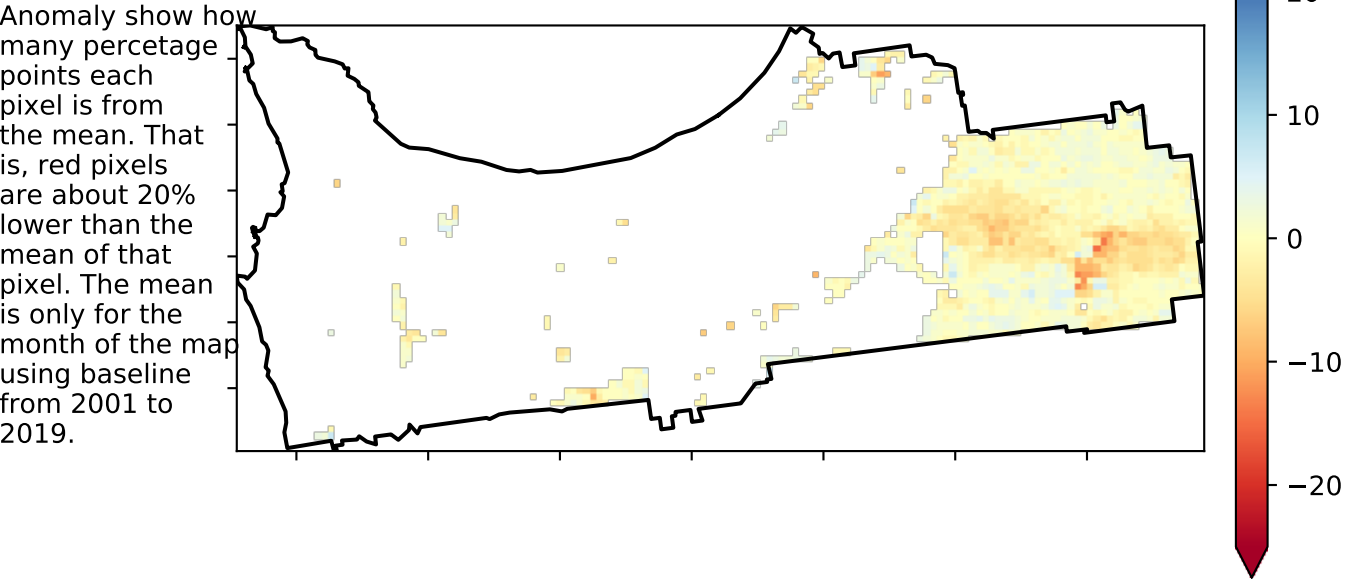 Anomaly show how
many percetage
points each
pixel is from
the mean. That
is, red pixels
are about 20%
lower than the
mean of that
pixel. The mean
is only for the
month of the map
using baseline
from 2001 to
2019.
10
0
−10
−20